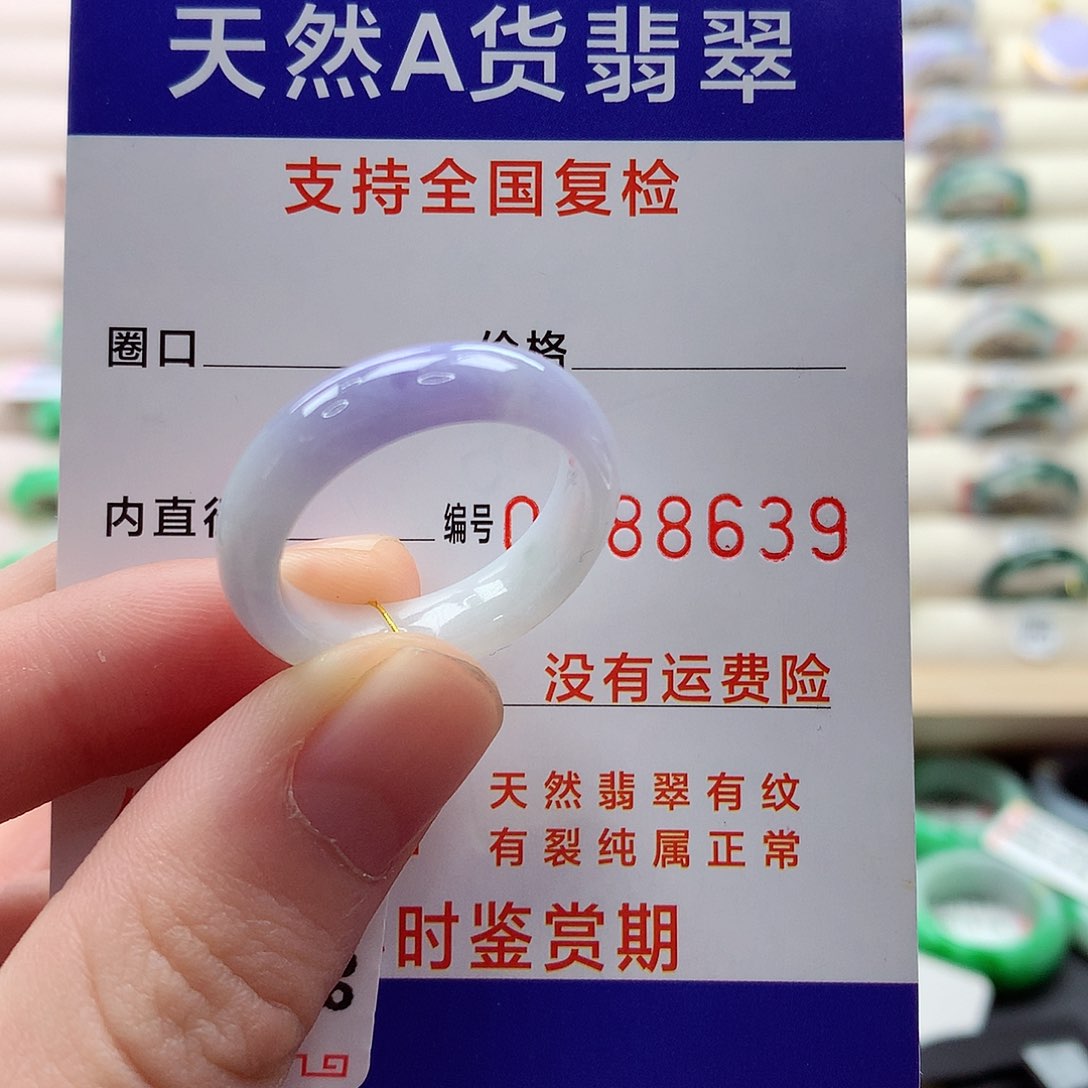 天然A货翡翠
支持全国复检
圈口 价格
内直径 编号 0 88639
没有运费险
天然翡翠有纹
有裂纯属正常
时鉴赏期